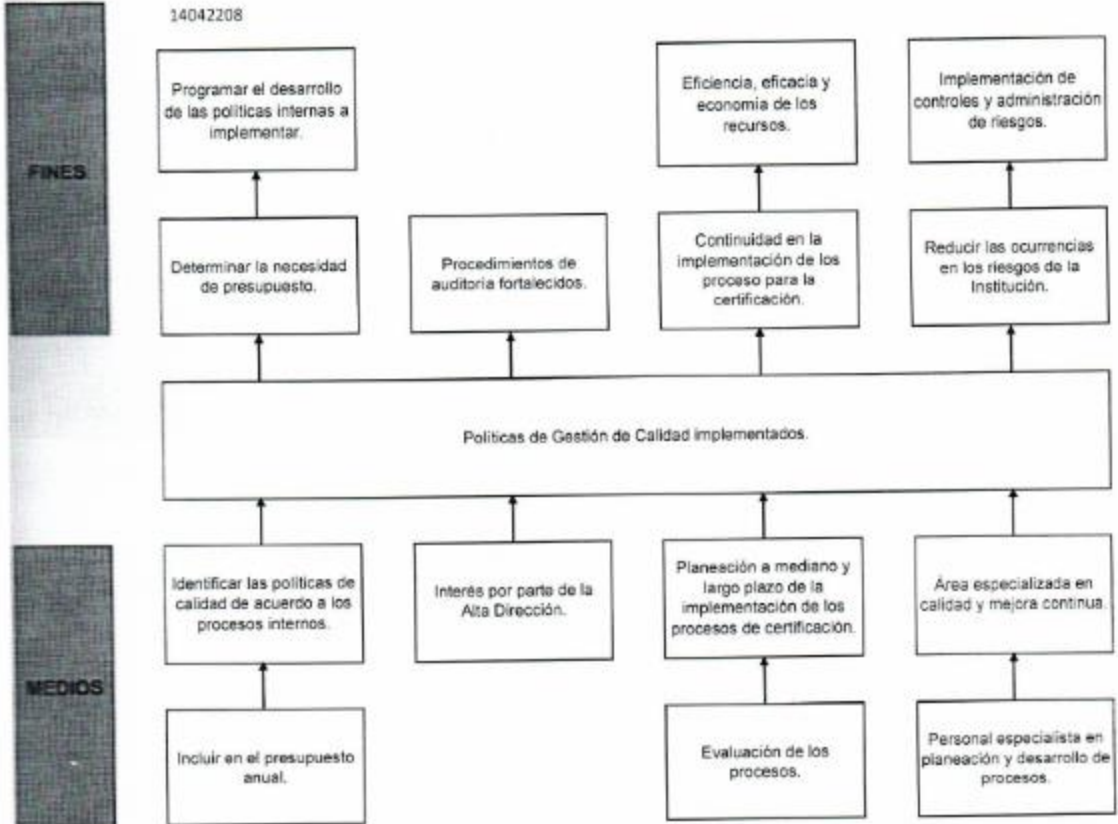 14042208
FINES
Programar el desarrollo
de las políticas internas a
implementar.
Eficiencia, eficacia y
economía de los
recursos.
Implementación de
controles y administración
de riesgos.
Determinar la necesidad
de presupuesto.
Procedimientos de
auditoria fortalecidos.
Continuidad en la
implementación de los
proceso para la
certificación.
Reducir las ocurrencias
en los riesgos de la
Institución.
Políticas de Gestión de Calidad implementados.
MEDIOS
Identificar las políticas de
calidad de acuerdo a los
procesos internos.
Interés por parte de la
Alta Dirección.
Planeación a mediano y
largo plazo de la
implementación de los
procesos de certificación.
Área especializada en
calidad y mejora continua.
Incluir en el presupuesto
anual.
Evaluación de los
procesos.
Personal especialista en
planeación y desarrollo de
procesos.